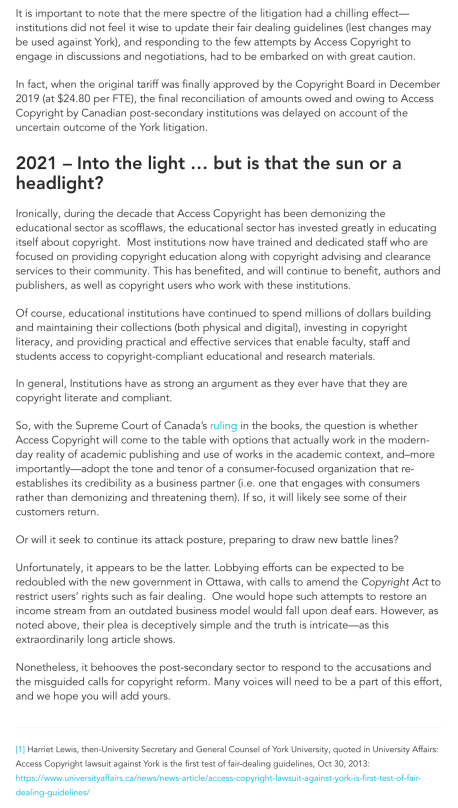 It is important to note that the mere spectre of the litigation had a chilling effect—
institutions did not feel it wise to update their fair dealing guidelines (lest changes may
be used against York), and responding to the few attempts by Access Copyright to
engage in discussions and negotiations, had to be embarked on with great caution.
In fact, when the original tariff was finally approved by the Copyright Board in December
2019 (at $24.80 per FTE), the final reconciliation of amounts owed and owing to Access
Copyright by Canadian post-secondary institutions was delayed on account of the
uncertain outcome of the York litigation.
2021 – Into the light … but is that the sun or a
headlight?
Ironically, during the decade that Access Copyright has been demonizing the
educational sector as scofflaws, the educational sector has invested greatly in educating
itself about copyright. Most institutions now have trained and dedicated staff who are
focused on providing copyright education along with copyright advising and clearance
services to their community. This has benefited, and will continue to benefit, authors and
publishers, as well as copyright users who work with these institutions.
Of course, educational institutions have continued to spend millions of dollars building
and maintaining their collections (both physical and digital), investing in copyright
literacy, and providing practical and effective services that enable faculty, staff and
students access to copyright-compliant educational and research materials.
In general, Institutions have as strong an argument as they ever have that they are
copyright literate and compliant.
So, with the Supreme Court of Canada's ruling in the books, the question is whether
Access Copyright will come to the table with options that actually work in the modern-
day reality of academic publishing and use of works in the academic context, and–more
importantly—adopt the tone and tenor of a consumer-focused organization that re-
establishes its credibility as a business partner (i.e. one that engages with consumers
rather than demonizing and threatening them). If so, it will likely see some of their
customers return.
Or will it seek to continue its attack posture, preparing to draw new battle lines?
Unfortunately, it appears to be the latter. Lobbying efforts can be expected to be
redoubled with the new government in Ottawa, with calls to amend the Copyright Act to
restrict users' rights such as fair dealing. One would hope such attempts to restore an
income stream from an outdated business model would fall upon deaf ears. However, as
noted above, their plea is deceptively simple and the truth is intricate—as this
extraordinarily long article shows.
Nonetheless, it behooves the post-secondary sector to respond to the accusations and
the misguided calls for copyright reform. Many voices will need to be a part of this effort,
and we hope you will add yours.
[1] Harriet Lewis, then-University Secretary and General Counsel of York University, quoted in University Affairs:
Access Copyright lawsuit against York is the first test of fair-dealing guidelines, Oct 30, 2013:
https://www.universityaffairs.ca/news/news-article/access-copyright-lawsuit-against-york-is-first-test-of-fair-
dealing-guidelines/